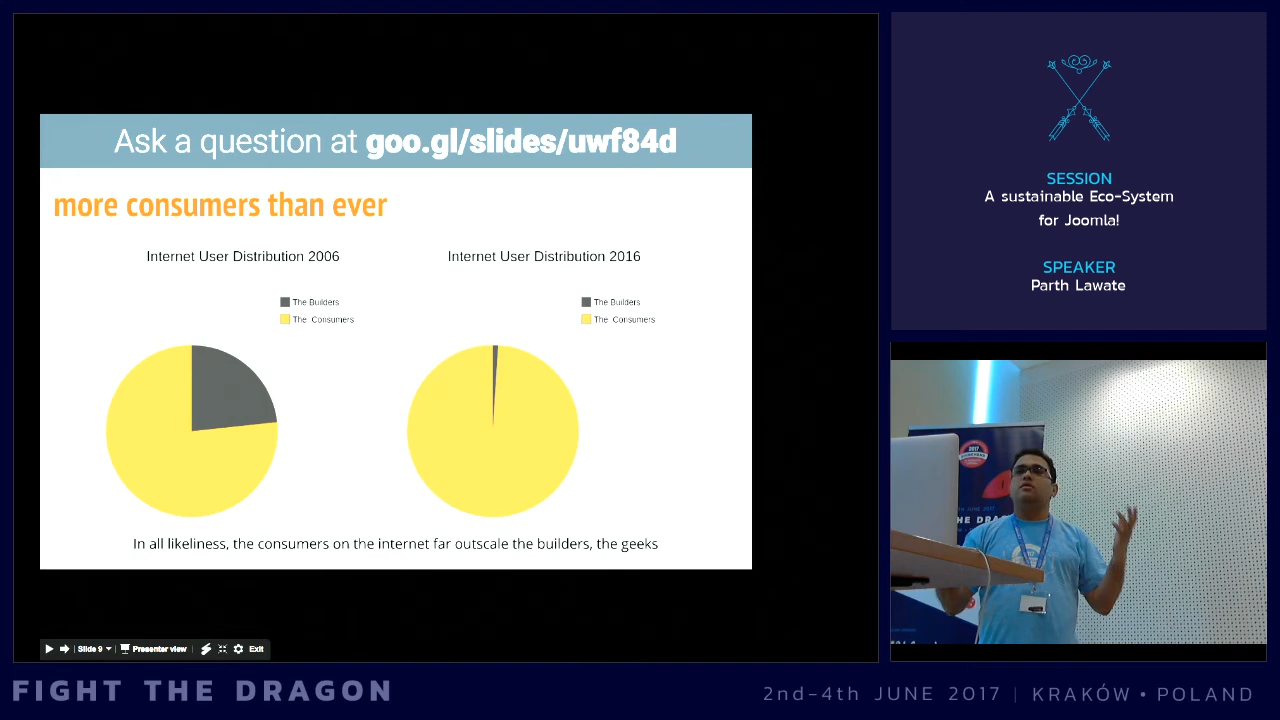 Ask a question at goo.gl/slides/uwf84d
more consumers than ever
Internet User Distribution 2006
The Builders
The Consumers
Internet User Distribution 2016
The Builders
The Consumers
In all likeliness, the consumers on the internet far outscale the builders, the geeks
Slide 9
Presenter view
Exit
SESSION
A sustainable Eco-System
for Joomla!
SPEAKER
Parth Lawate
2017
FIGHT THE DRAGON
2nd-4th JUNE 2017 | KRAKÓW • POLAND